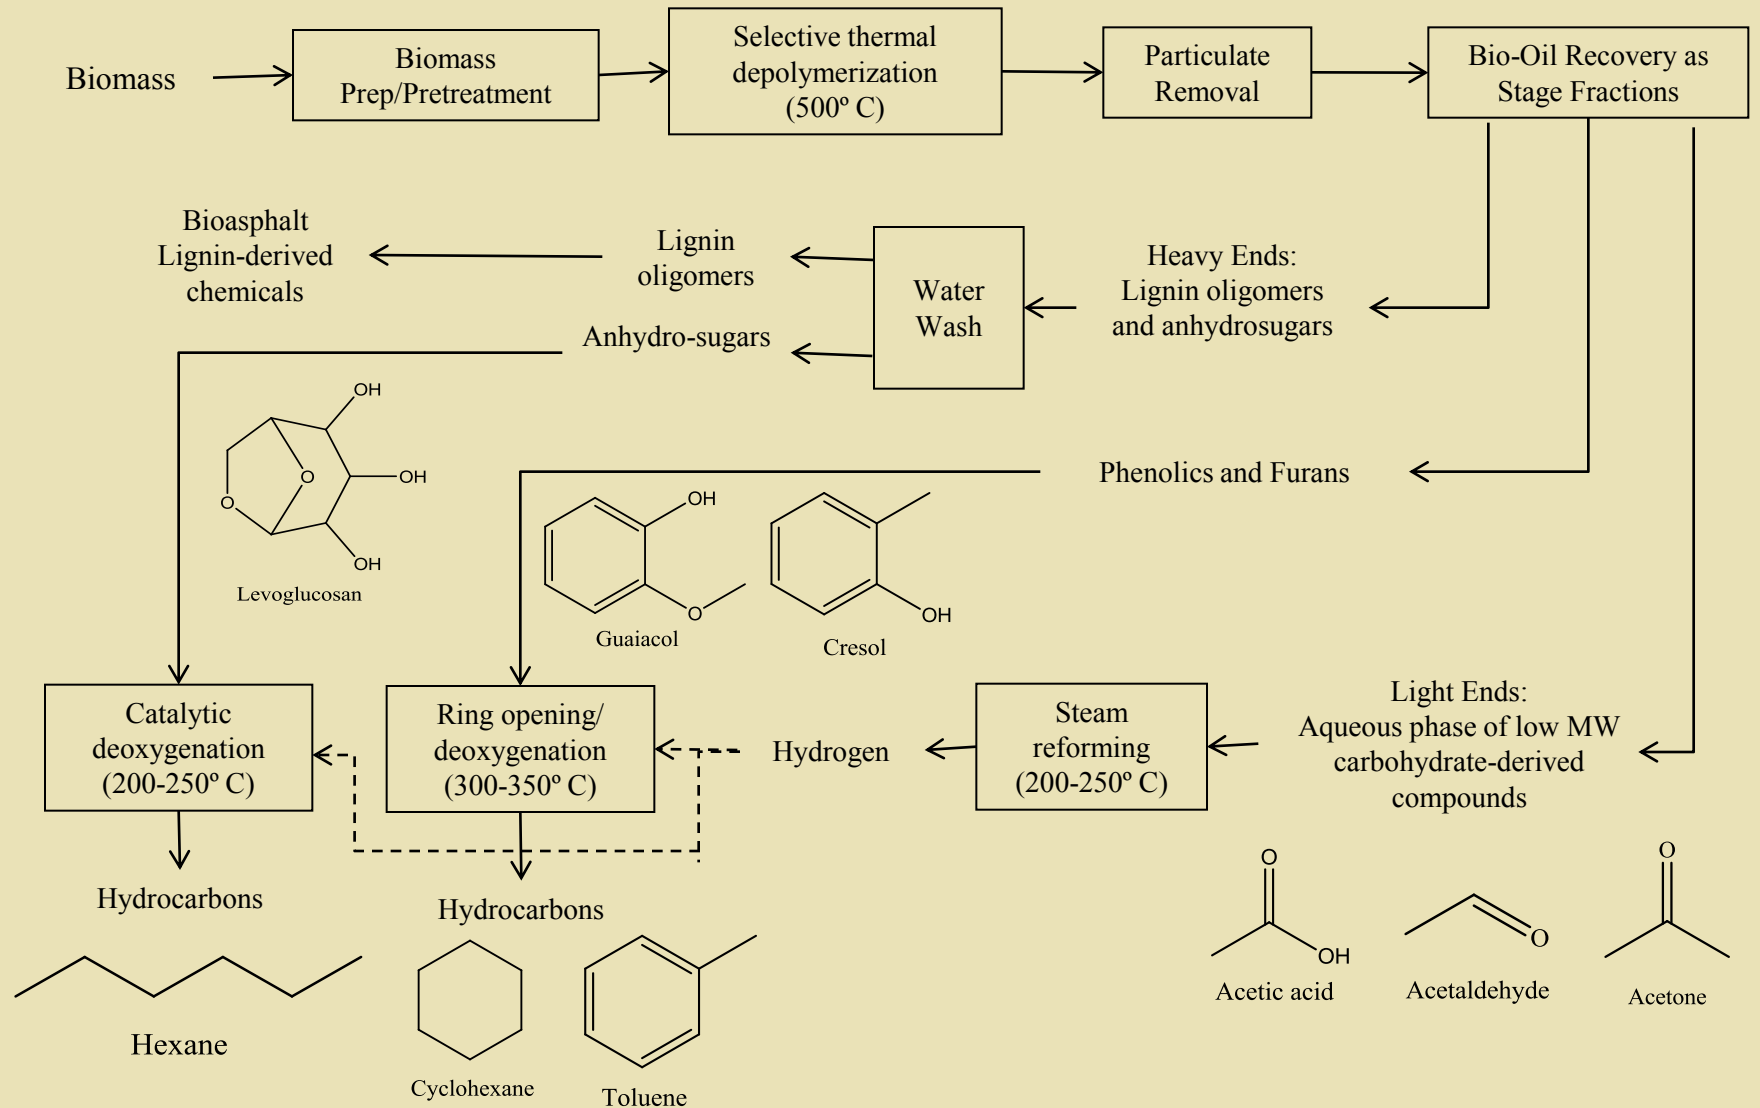 Biomass
Biomass
Prep/Pretreatment
Selective thermal
depolymerization
(500º C)
Particulate
Removal
Bio-Oil Recovery as
Stage Fractions
Bioasphalt
Lignin-derived
chemicals
Lignin
oligomers
Anhydro-sugars
Water
Wash
Heavy Ends:
Lignin oligomers
and anhydrosugars
OH
O
O
OH
OH
Levoglucosan
Phenolics and Furans
OH
O
Guaiacol
OH
Cresol
Catalytic
deoxygenation
(200-250º C)
Ring opening/
deoxygenation
(300-350º C)
Hydrogen
Steam
reforming
(200-250º C)
Light Ends:
Aqueous phase of low MW
carbohydrate-derived
compounds
Hydrocarbons
Hydrocarbons
Hexane
Cyclohexane
Toluene
O
OH
Acetic acid
O
Acetaldehyde
O
Acetone